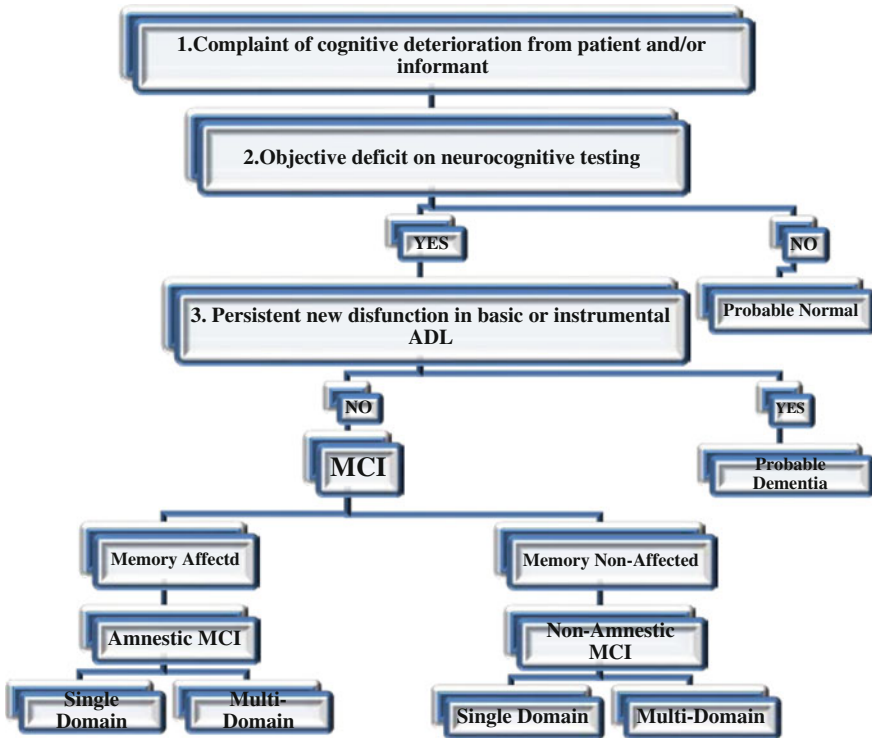 1.Complaint of cognitive deterioration from patient and/or
informant
2.Objective deficit on neurocognitive testing
YES
NO
3. Persistent new disfunction in basic or instrumental
ADL
Probable Normal
NO
YES
MCI
Probable
Dementia
Memory Affectd
Memory Non-Affected
Amnestic MCI
Non-Amnestic
MCI
Single
Domain
Multi-
Domain
Single Domain
Multi-Domain